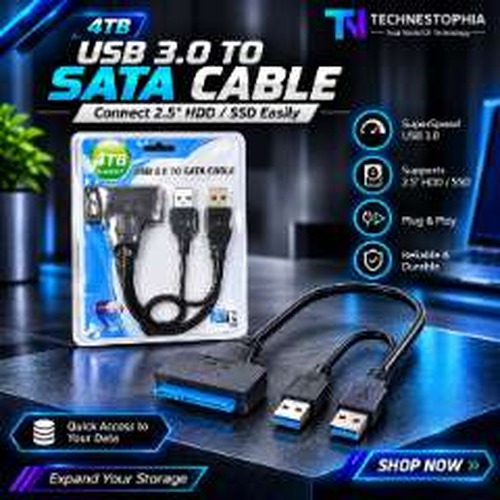 4TB
USB 3.0 TO
SATA CABLE
Connect 2.5" HDD / SSD Easily
TN TECHNESTOPHIA
4TB
USB 3.0 TO SATA CABLE
SuperSpeed
USB 3.0
Supports
2.5" HDD / SSD
Plug & Play
Reliable &
Durable
Quick Access to
Your Data
Expand Your Storage
SHOP NOW »